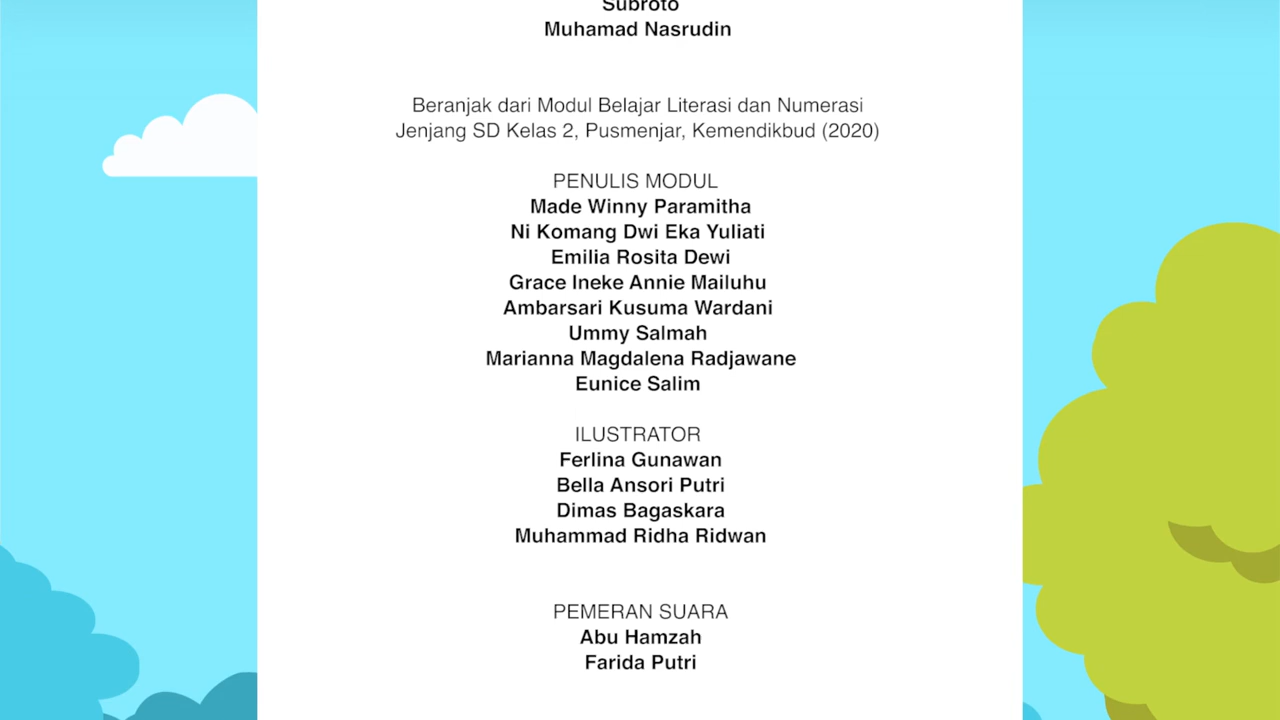 Subroto
Muhamad Nasrudin
Beranjak dari Modul Belajar Literasi dan Numerasi
Jenjang SD Kelas 2, Pusmenjar, Kemendikbud (2020)
PENULIS MODUL
Made Winny Paramitha
Ni Komang Dwi Eka Yuliati
Emilia Rosita Dewi
Grace Ineke Annie Mailuhu
Ambarsari Kusuma Wardani
Ummy Salmah
Marianna Magdalena Radjawane
Eunice Salim
ILUSTRATOR
Ferlina Gunawan
Bella Ansori Putri
Dimas Bagaskara
Muhammad Ridha Ridwan
PEMERAN SUARA
Abu Hamzah
Farida Putri